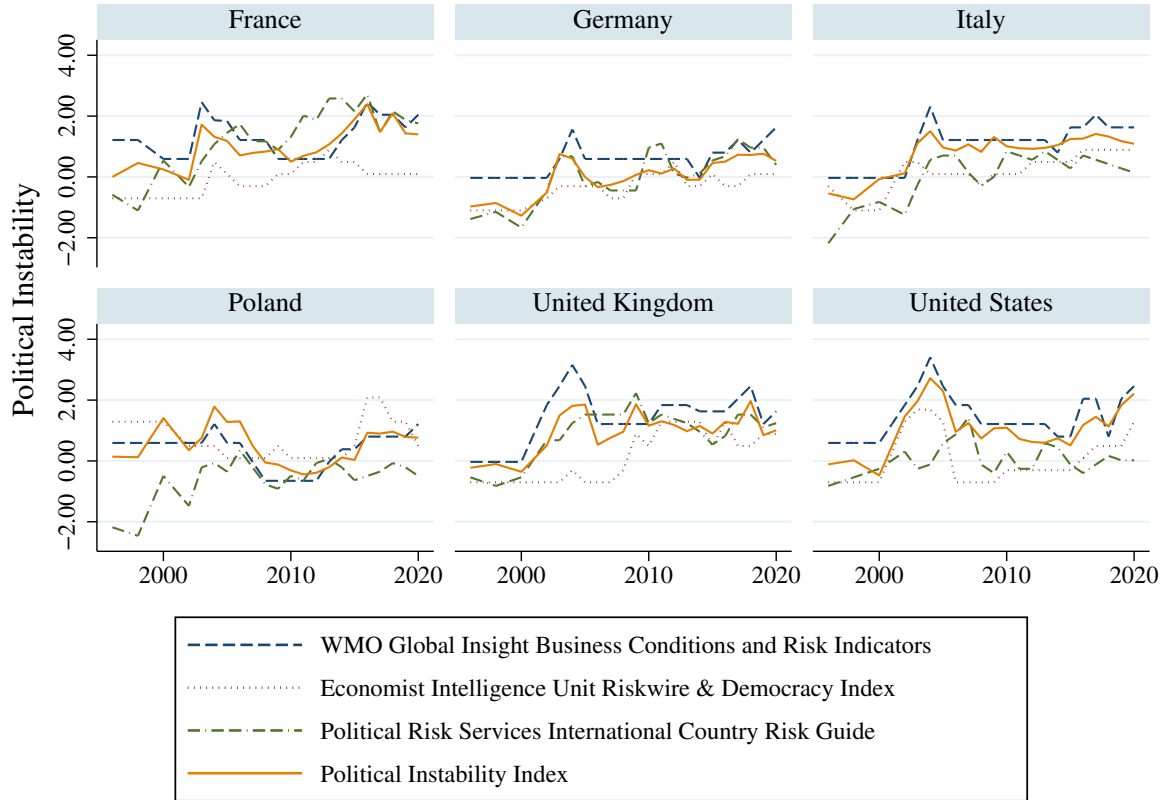 France
Germany
Italy
4.00
2.00
0.00
−2.00
Political Instability
Poland
United Kingdom
United States
4.00
2.00
0.00
−2.00
2000
2010
2020
2000
2010
2020
2000
2010
2020
WMO Global Insight Business Conditions and Risk Indicators
Economist Intelligence Unit Riskwire & Democracy Index
Political Risk Services International Country Risk Guide
Political Instability Index